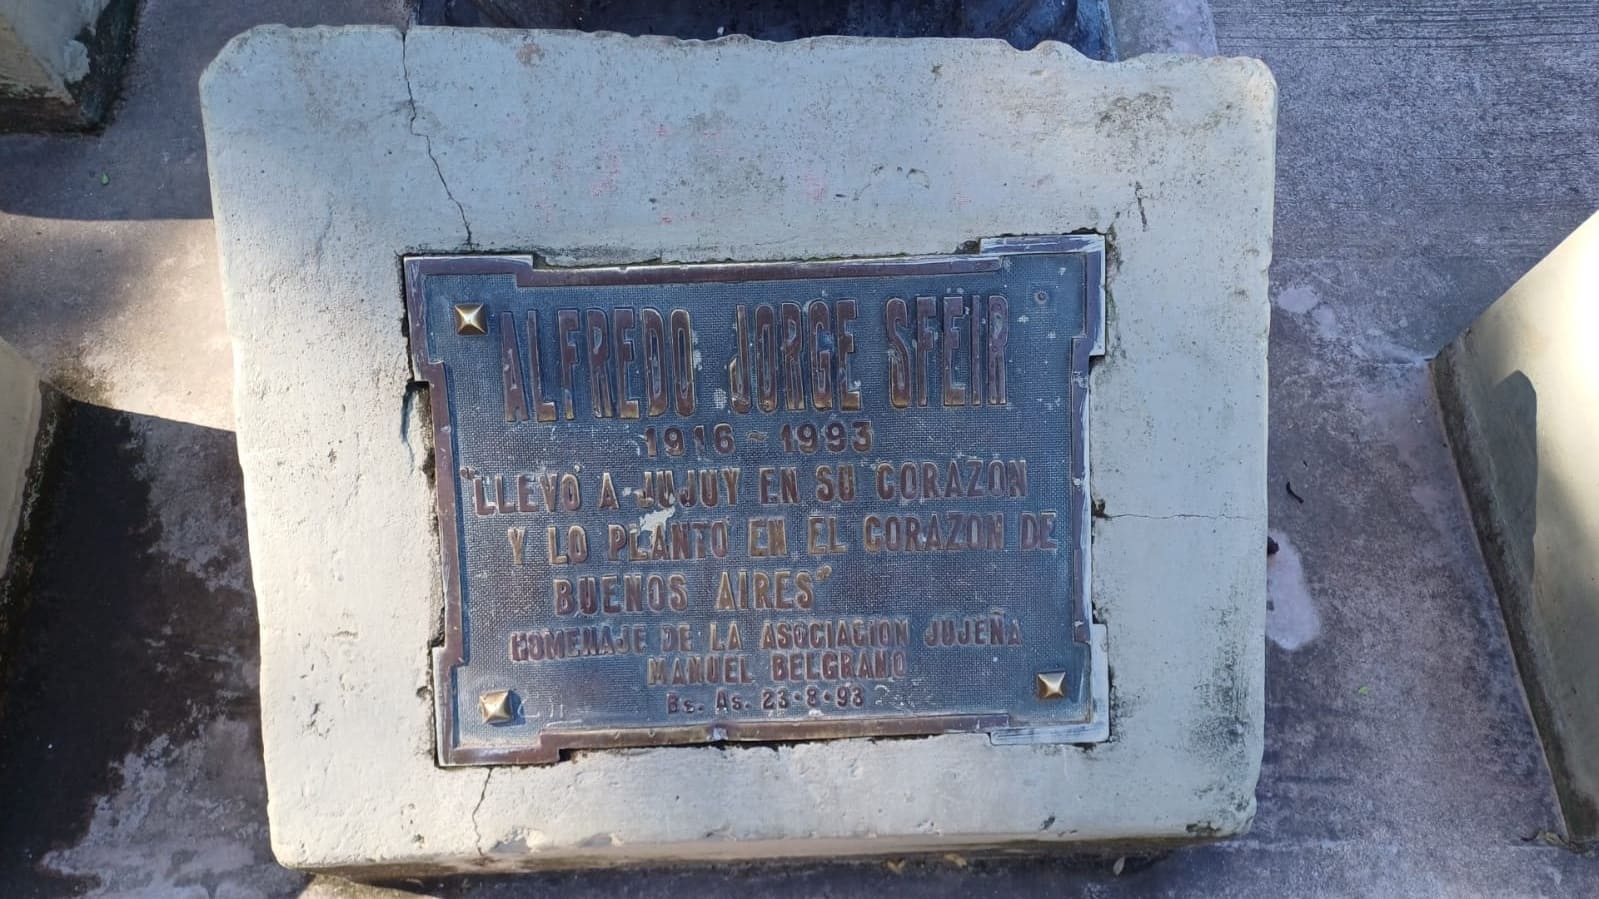 ALFREDO JORGE SFEIR
1916 - 1993
"LLEVO A JUJUY EN SU CORAZON
Y LO PLANTO EN EL CORAZON DE
BUENOS AIRES"
HOMENAJE DE LA ASOCIACION JUJEÑA
MANUEL BELGRANO
Bs. As. 23·8·93